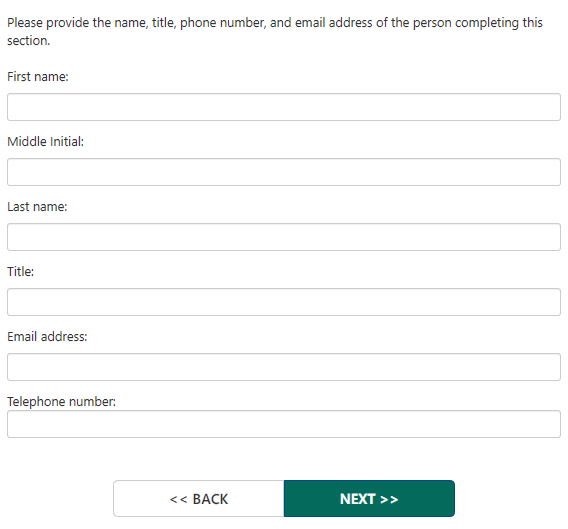 Please provide the name, title, phone number, and email address of the person completing this
section.
First name:
Middle Initial:
Last name:
Title:
Email address:
Telephone number:
<< BACK
NEXT >>